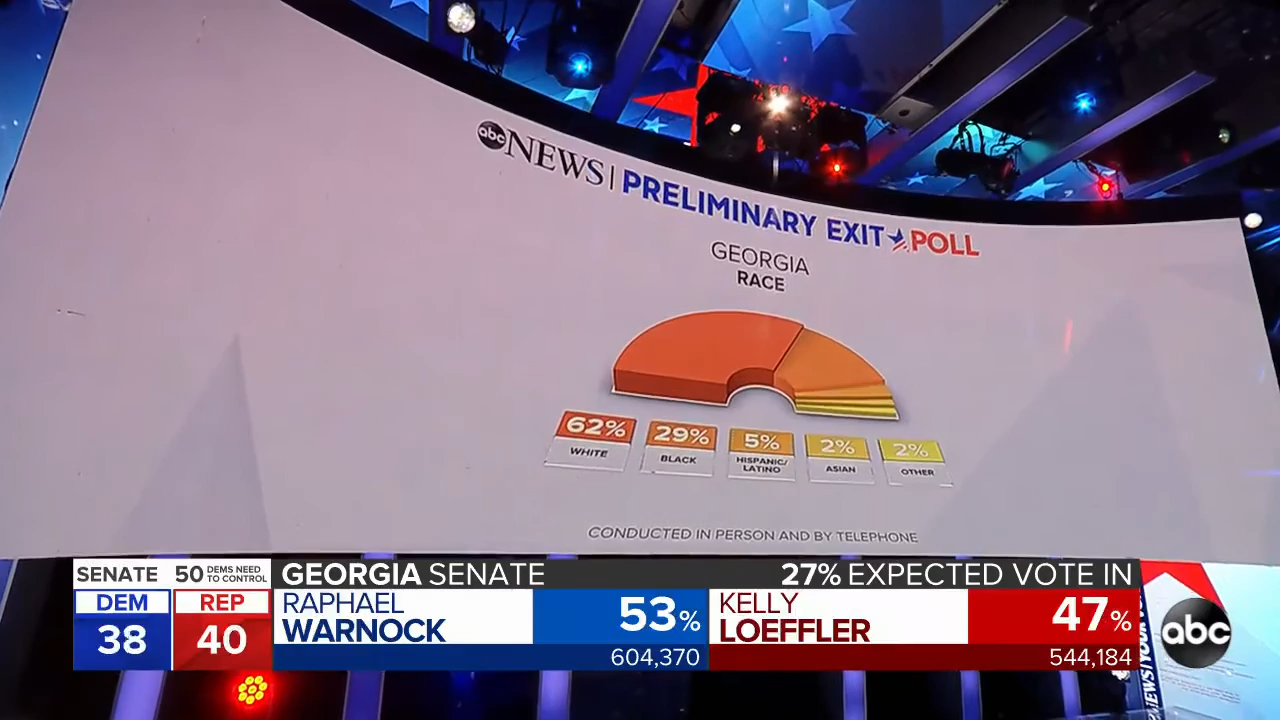 abc NEWS | PRELIMINARY EXIT POLL
GEORGIA
RACE
62% 29% 5% 2% 2%
WHITE BLACK HISPANIC/ LATINO ASIAN OTHER
CONDUCTED IN PERSON AND BY TELEPHONE
SENATE 50 DEMS NEED TO CONTROL
GEORGIA SENATE 27% EXPECTED VOTE IN
DEM REP
38 40
RAPHAEL
WARNOCK
53%
604,370
KELLY
LOEFFLER
47%
544,184
abc